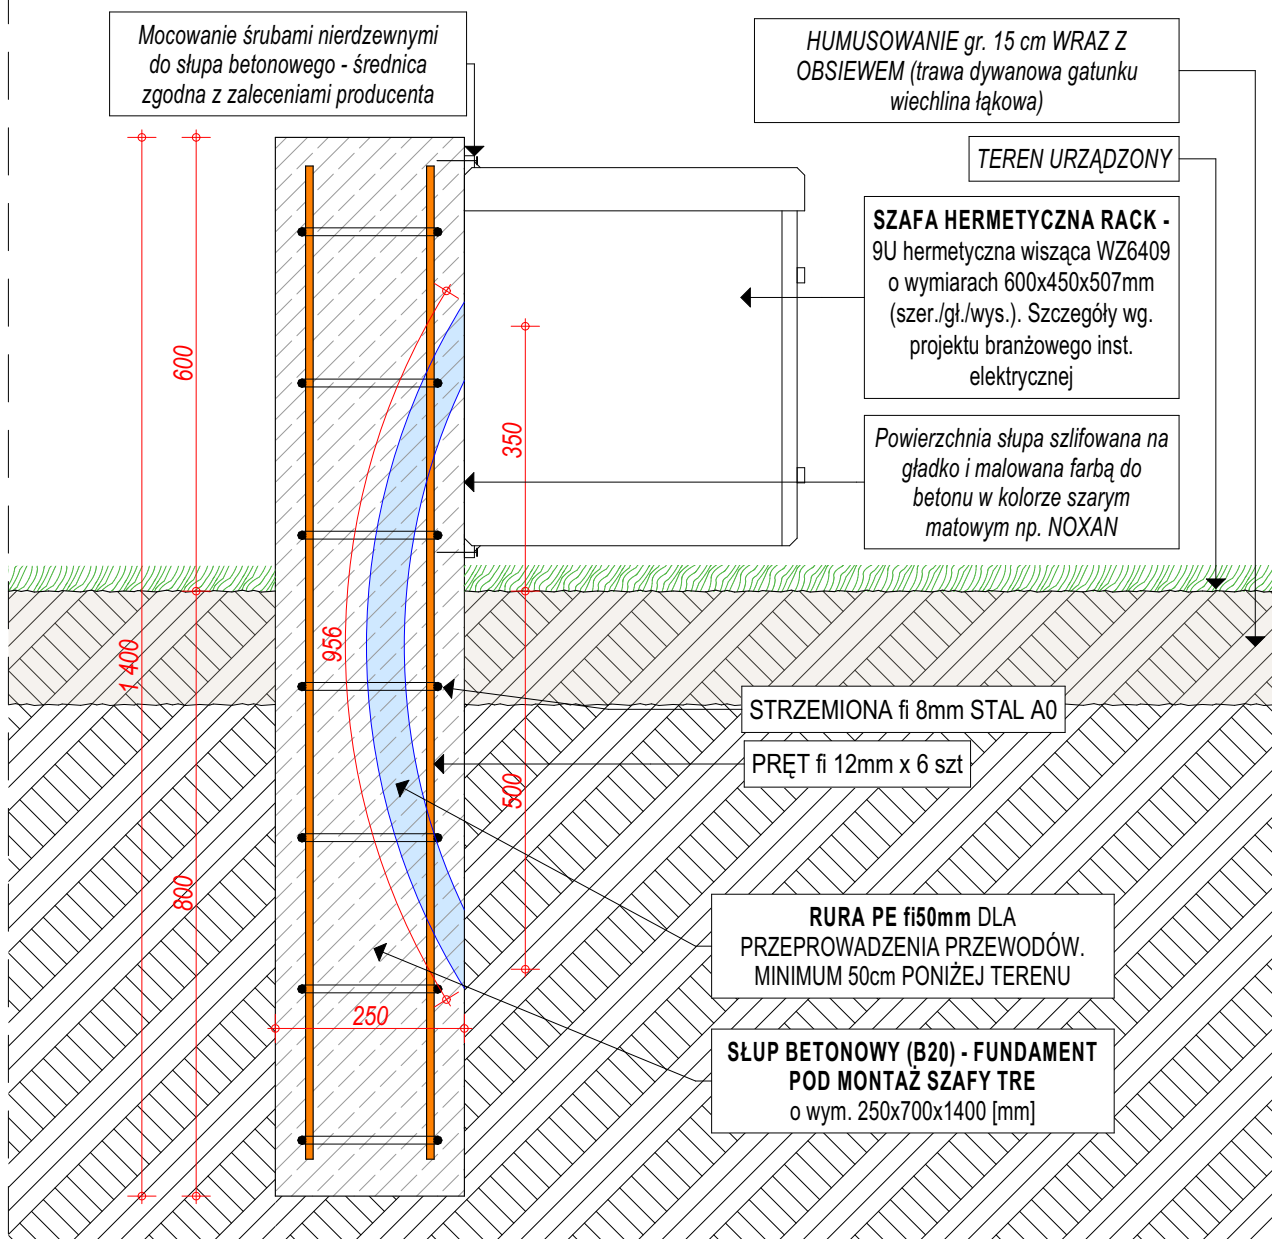 Mocowanie śrubami nierdzewnymi
do słupa betonowego - średnica
zgodna z zaleceniami producenta
HUMUSOWANIE gr. 15 cm WRAZ Z
OBSIEWEM (trawa dywanowa gatunku
wiechlina łąkowa)
TEREN URZĄDZONY
SZAFA HERMETYCZNA RACK -
9U hermetyczna wisząca WZ6409
o wymiarach 600x450x507mm
(szer./gł./wys.). Szczegóły wg.
projektu branżowego inst.
elektrycznej
Powierzchnia słupa szlifowana na
gładko i malowana farbą do
betonu w kolorze szarym
matowym np. NOXAN
600
350
956
1 400
STRZEMIONA fi 8mm STAL A0
PRĘT fi 12mm x 6 szt
500
800
RURA PE fi50mm DLA
PRZEPROWADZENIA PRZEWODÓW.
MINIMUM 50cm PONIŻEJ TERENU
250
SŁUP BETONOWY (B20) - FUNDAMENT
POD MONTAŻ SZAFY TRE
o wym. 250x700x1400 [mm]